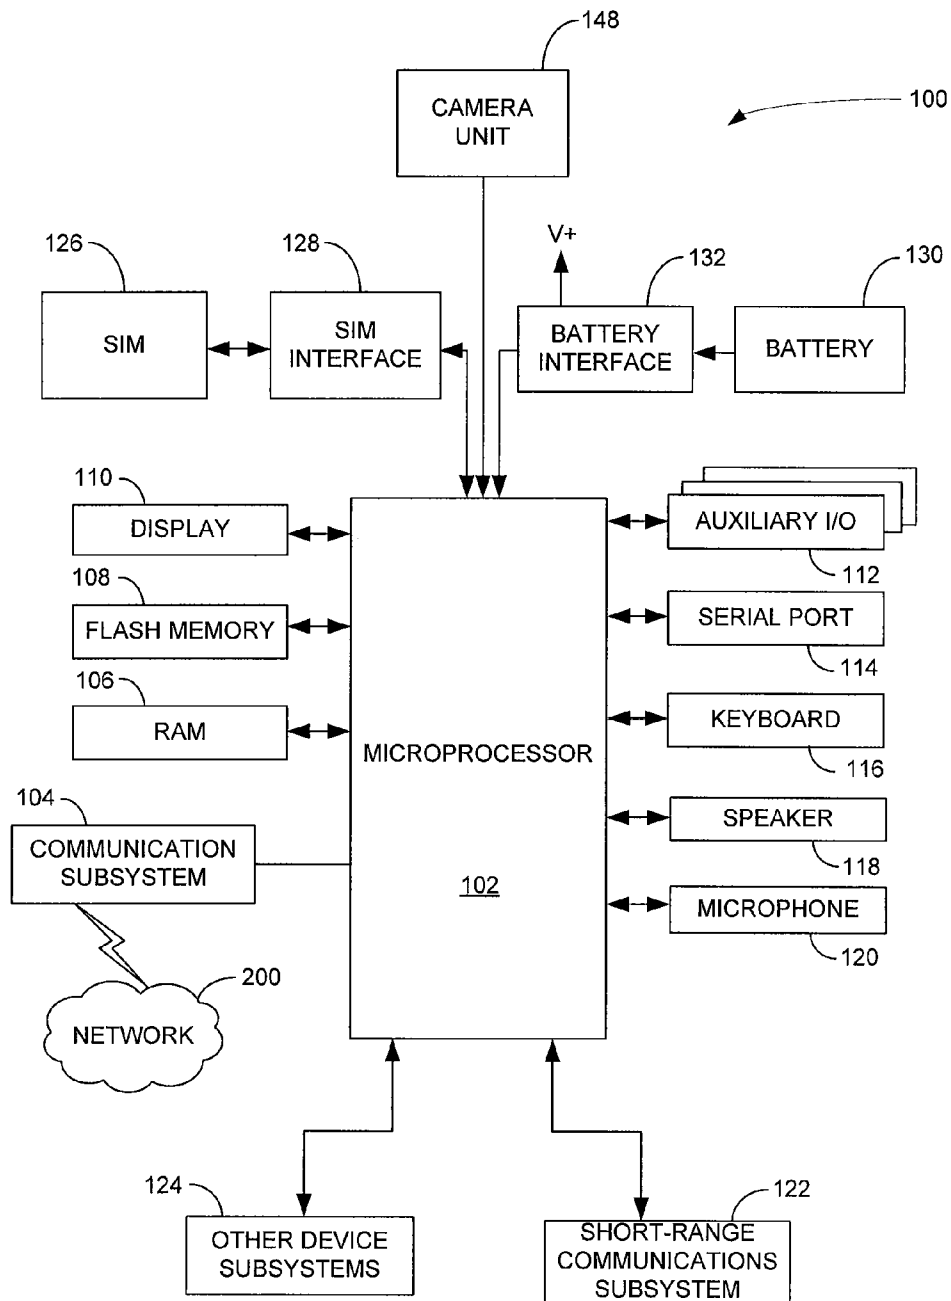 148
CAMERA
UNIT
100
126
128
V+
132
130
SIM
SIM
INTERFACE
BATTERY
INTERFACE
BATTERY
110
DISPLAY
AUXILIARY I/O
112
108
FLASH MEMORY
SERIAL PORT
114
106
RAM
KEYBOARD
116
MICROPROCESSOR
102
104
COMMUNICATION
SUBSYSTEM
SPEAKER
118
MICROPHONE
120
200
NETWORK
124
OTHER DEVICE
SUBSYSTEMS
122
SHORT-RANGE
COMMUNICATIONS
SUBSYSTEM